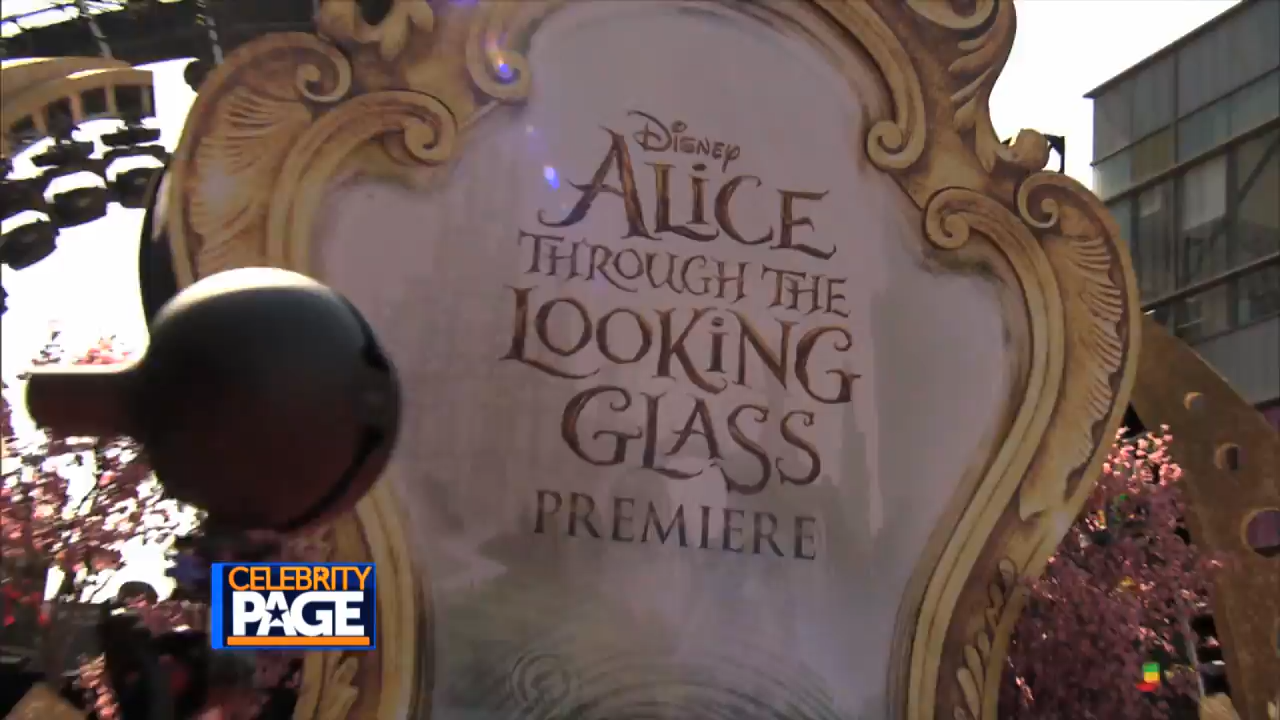 Disney
ALiCE
THROUGH THE
LOOKiNG
GLASS
PREMIERE
CELEBRITY
PAGE